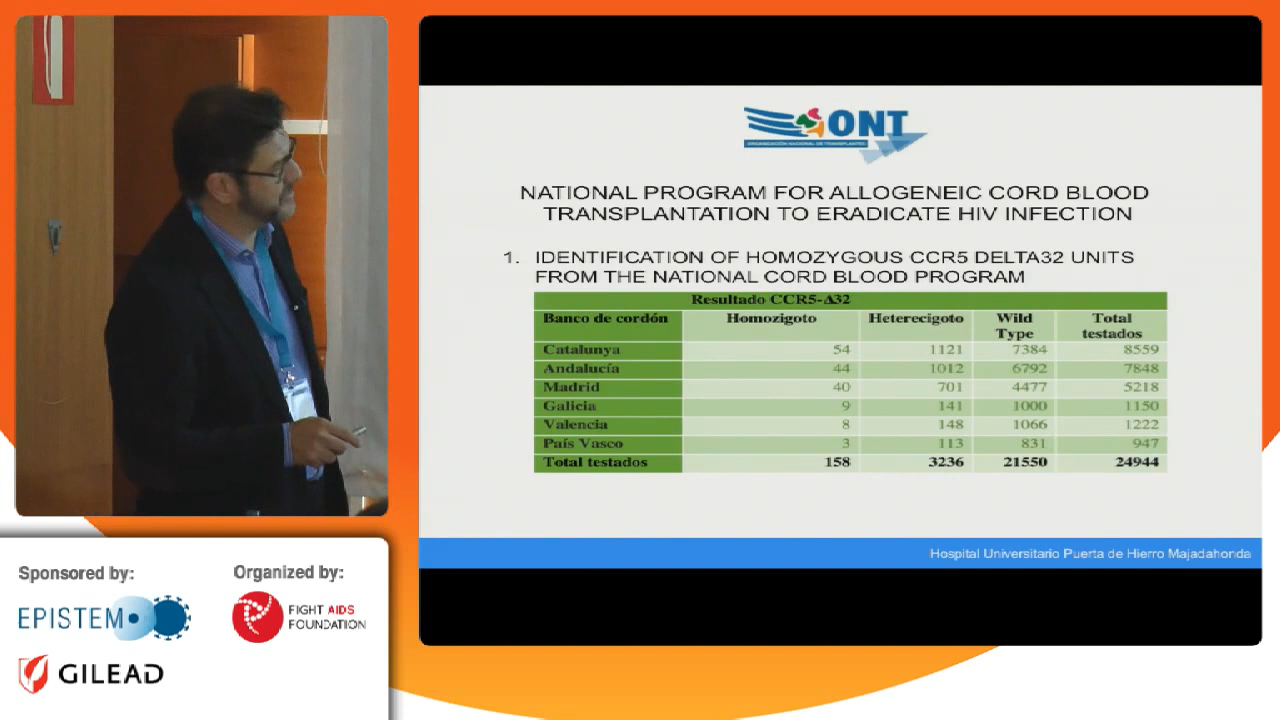 ONT
ORGANIZACIÓN NACIONAL DE TRANSPLANTES
NATIONAL PROGRAM FOR ALLOGENEIC CORD BLOOD
TRANSPLANTATION TO ERADICATE HIV INFECTION
1. IDENTIFICATION OF HOMOZYGOUS CCR5 DELTA32 UNITS
FROM THE NATIONAL CORD BLOOD PROGRAM
Resultado CCR5-Δ32
Banco de cordón Homozigoto Heterecigoto Wild Type Total testados
Catalunya 54 1121 7384 8559
Andalucía 44 1012 6792 7848
Madrid 40 701 4477 5218
Galicia 9 141 1000 1150
Valencia 8 148 1066 1222
País Vasco 3 113 831 947
Total testados 158 3236 21550 24944
Hospital Universitario Puerta de Hierro Majadahonda
Sponsored by:
EPISTEM
GILEAD
Organized by:
FIGHT AIDS
FOUNDATION